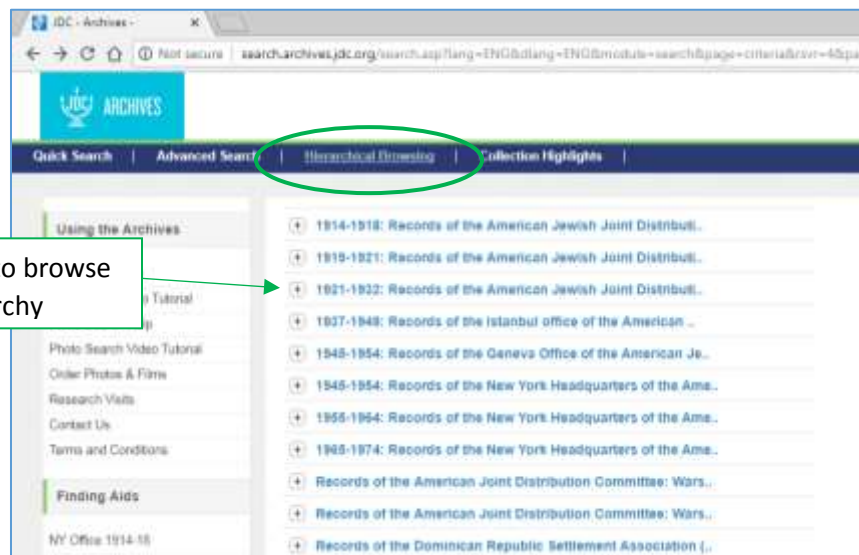 JDC - Archives -
Not secure | search.archives.jdc.org/search.asp?lang=ENG&dlang=ENG&module=search&page=criteria&rsvr=4&pa
JDC ARCHIVES
Quick Search | Advanced Search | Hierarchical Browsing | Collection Highlights |
Using the Archives
o browse
rchy
o Tutorial
Photo Search Video Tutorial
Order Photos & Films
Research Visits
Contact Us
Terms and Conditions
Finding Aids
NY Office 1914-18
1914-1918: Records of the American Jewish Joint Distributi..
1919-1921: Records of the American Jewish Joint Distributi..
1921-1932: Records of the American Jewish Joint Distributi..
1937-1949: Records of the Istanbul office of the American ..
1945-1954: Records of the Geneva Office of the American Je..
1945-1954: Records of the New York Headquarters of the Ame..
1955-1964: Records of the New York Headquarters of the Ame..
1965-1974: Records of the New York Headquarters of the Ame..
Records of the American Joint Distribution Committee: Wars..
Records of the American Joint Distribution Committee: Wars..
Records of the Dominican Republic Settlement Association (..